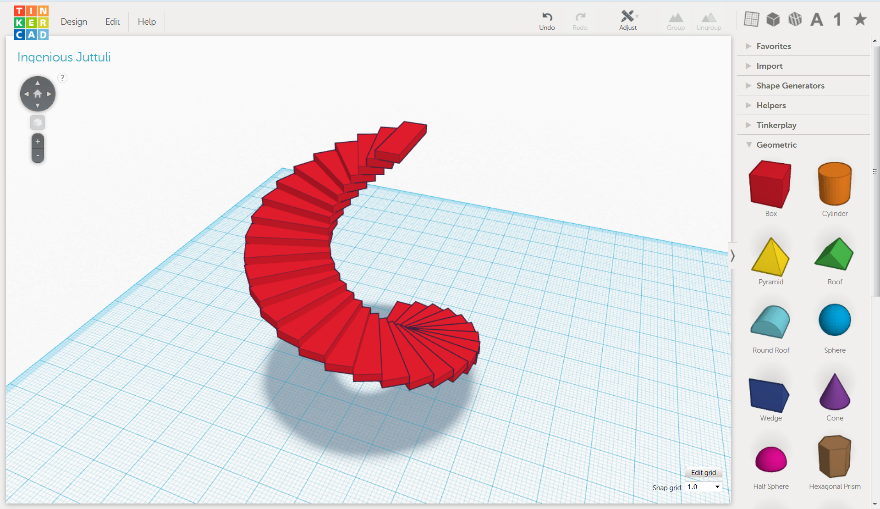 TIN
KER
CAD
Design
Edit
Help
Undo
Redo
Adjust
Group
Ungroup
A
1
Ingenious Juttuli
?
+
-
Favorites
Import
Shape Generators
Helpers
Tinkerplay
Geometric
Box
Cylinder
Pyramid
Roof
Round Roof
Sphere
Wedge
Cone
Half Sphere
Hexagonal Prism
Edit grid
Snap grid 1.0